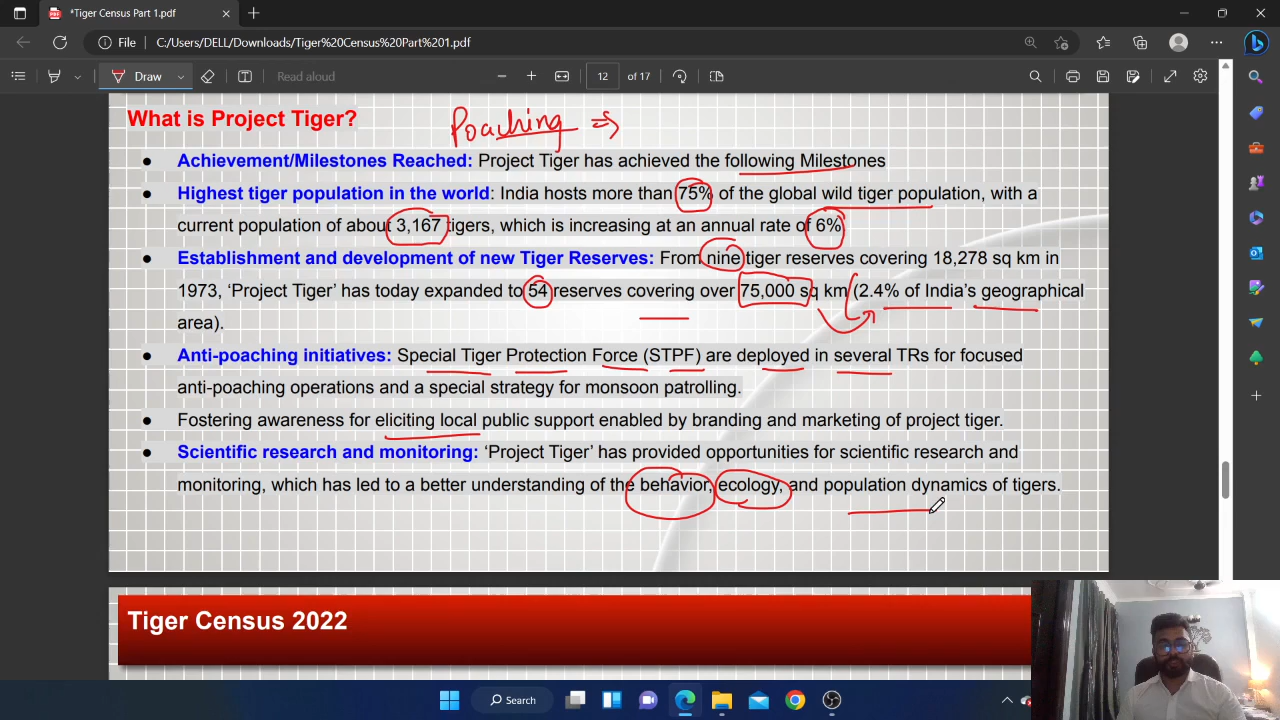 *Tiger Census Part 1.pdf
File C:/Users/DELL/Downloads/Tiger%20Census%20Part%201.pdf
Draw Read aloud 12 of 17
What is Project Tiger?
Poaching ⇒
● Achievement/Milestones Reached: Project Tiger has achieved the following Milestones
● Highest tiger population in the world: India hosts more than 75% of the global wild tiger population, with a
current population of about 3,167 tigers, which is increasing at an annual rate of 6%
● Establishment and development of new Tiger Reserves: From nine tiger reserves covering 18,278 sq km in
1973, ‘Project Tiger’ has today expanded to 54 reserves covering over 75,000 sq km (2.4% of India’s geographical
area).
● Anti-poaching initiatives: Special Tiger Protection Force (STPF) are deployed in several TRs for focused
anti-poaching operations and a special strategy for monsoon patrolling.
● Fostering awareness for eliciting local public support enabled by branding and marketing of project tiger.
● Scientific research and monitoring: ‘Project Tiger’ has provided opportunities for scientific research and
monitoring, which has led to a better understanding of the behavior, ecology, and population dynamics of tigers.
Tiger Census 2022
Search